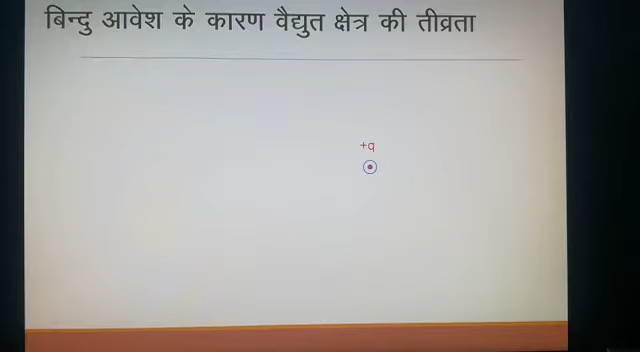 बिन्दु आवेश के कारण वैद्युत क्षेत्र की तीव्रता
+q